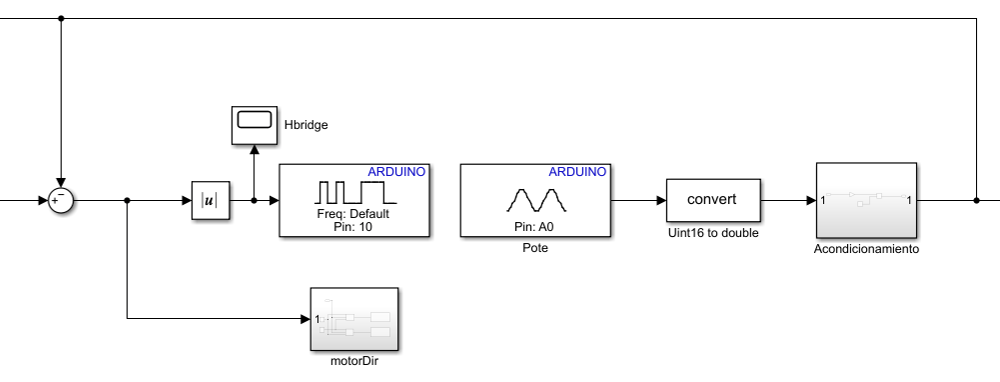 Hbridge
ARDUINO
Freq: Default
Pin: 10
|u|
ARDUINO
Pin: A0
Pote
convert
Uint16 to double
1
1
Acondicionamiento
+
−
1
motorDir